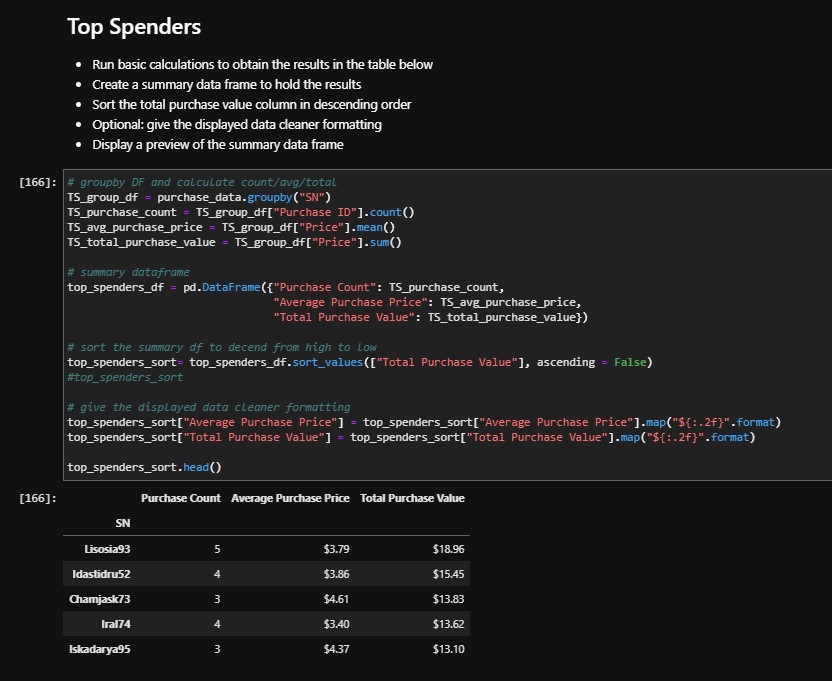 Top Spenders
• Run basic calculations to obtain the results in the table below
• Create a summary data frame to hold the results
• Sort the total purchase value column in descending order
• Optional: give the displayed data cleaner formatting
• Display a preview of the summary data frame
[166]: # groupby DF and calculate count/avg/total
TS_group_df = purchase_data.groupby("SN")
TS_purchase_count = TS_group_df["Purchase ID"].count()
TS_avg_purchase_price = TS_group_df["Price"].mean()
TS_total_purchase_value = TS_group_df["Price"].sum()
# summary dataframe
top_spenders_df = pd.DataFrame({"Purchase Count": TS_purchase_count,
"Average Purchase Price": TS_avg_purchase_price,
"Total Purchase Value": TS_total_purchase_value})
# sort the summary df to decend from high to low
top_spenders_sort= top_spenders_df.sort_values(["Total Purchase Value"], ascending = False)
#top_spenders_sort
# give the displayed data cleaner formatting
top_spenders_sort["Average Purchase Price"] = top_spenders_sort["Average Purchase Price"].map("${:.2f}".format)
top_spenders_sort["Total Purchase Value"] = top_spenders_sort["Total Purchase Value"].map("${:.2f}".format)
top_spenders_sort.head()
[166]: Purchase Count Average Purchase Price Total Purchase Value
SN
Lisosia93 5 $3.79 $18.96
Idastidru52 4 $3.86 $15.45
Chamjask73 3 $4.61 $13.83
Iral74 4 $3.40 $13.62
Iskadarya95 3 $4.37 $13.10